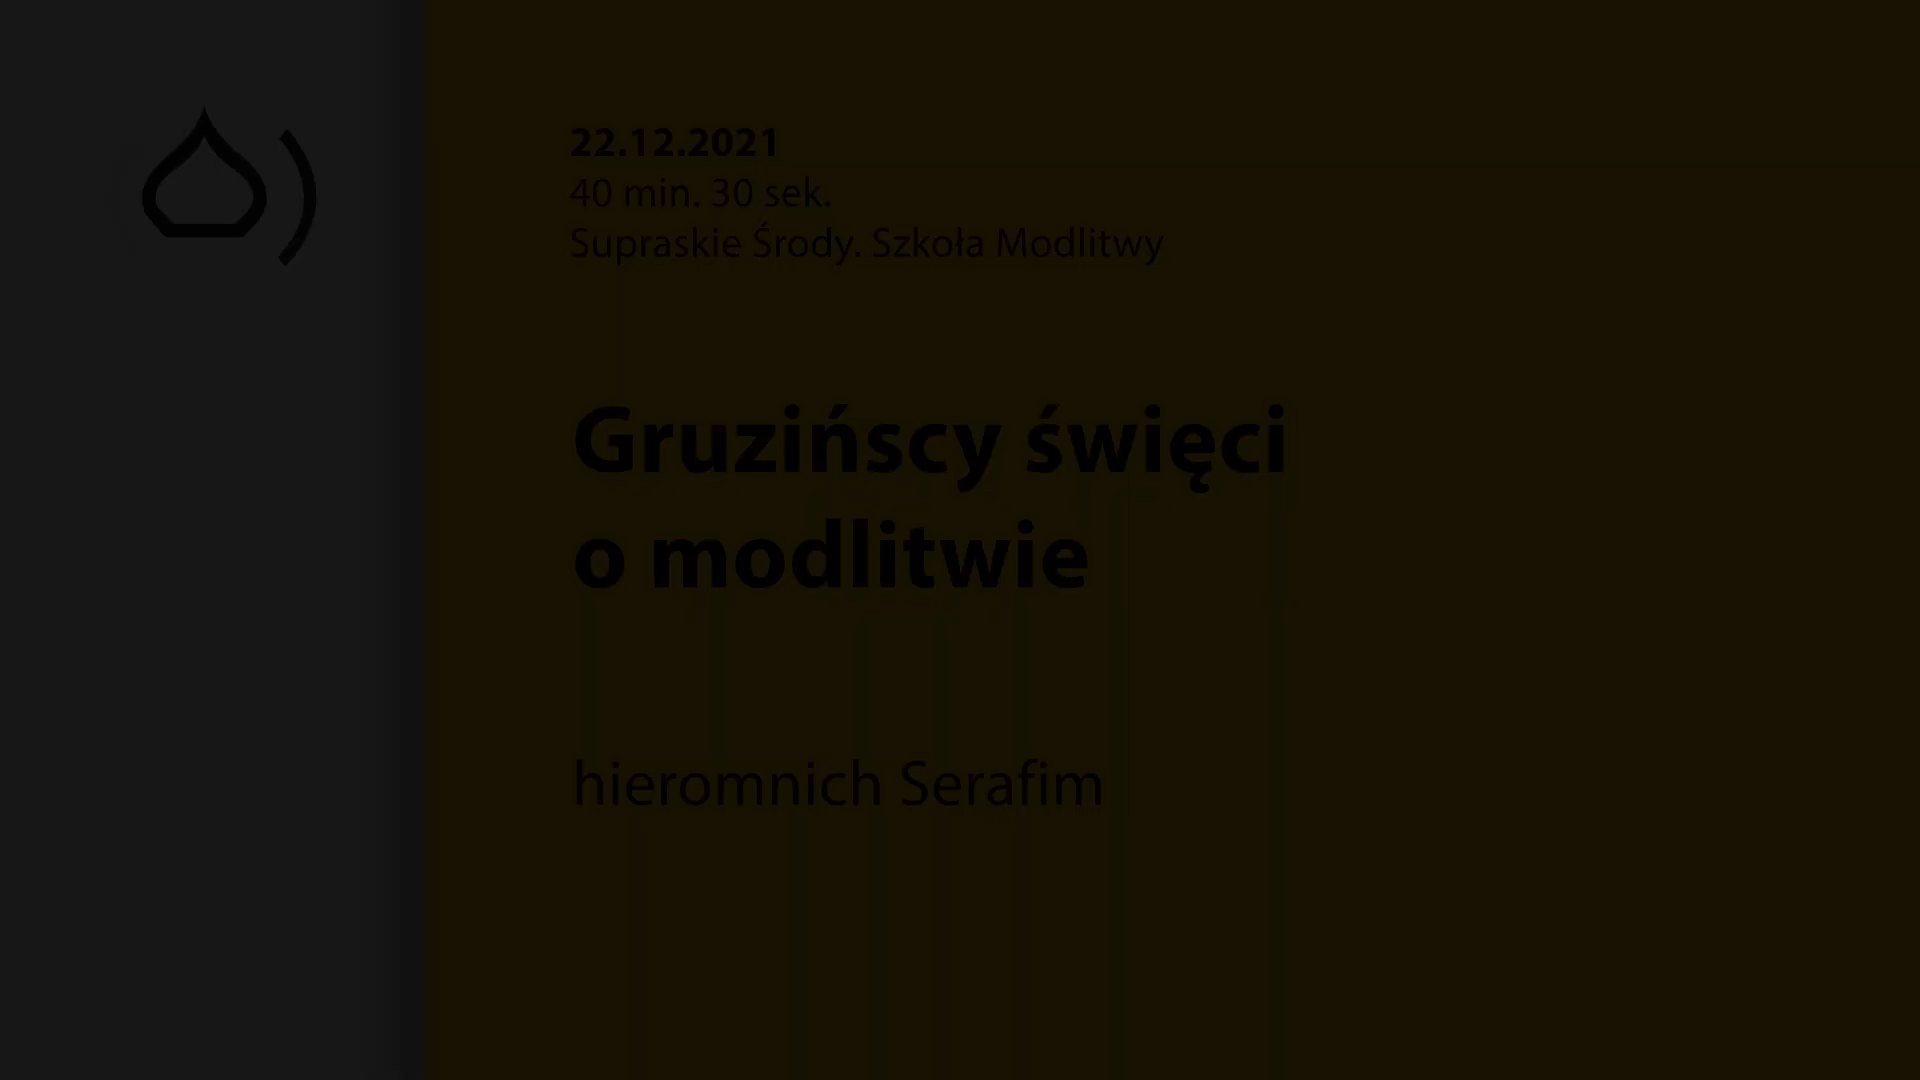 22.12.2021
40 min. 30 sek.
Supraskie Środy. Szkoła Modlitwy
Gruzińscy święci
o modlitwie
hieromnich Serafim